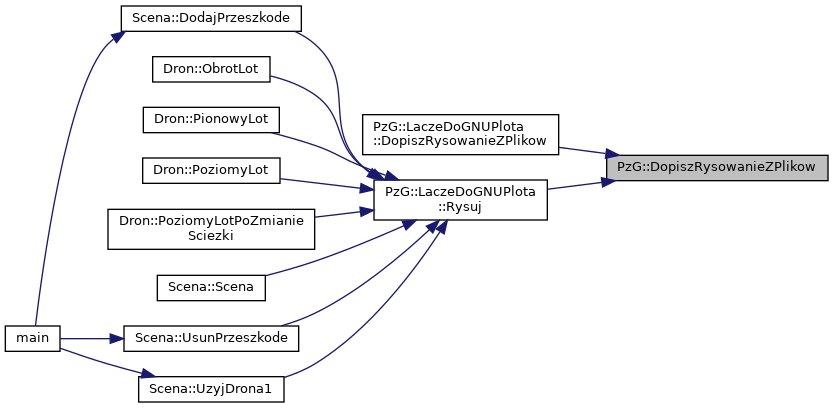 Scena::DodajPrzeszkode
Dron::ObrotLot
Dron::PionowyLot
PzG::LaczeDoGNUPlota
::DopiszRysowanieZPlikow
PzG::DopiszRysowanieZPlikow
Dron::PoziomyLot
PzG::LaczeDoGNUPlota
::Rysuj
Dron::PoziomyLotPoZmianie
Sciezki
Scena::Scena
main
Scena::UsunPrzeszkode
Scena::UzyjDrona1